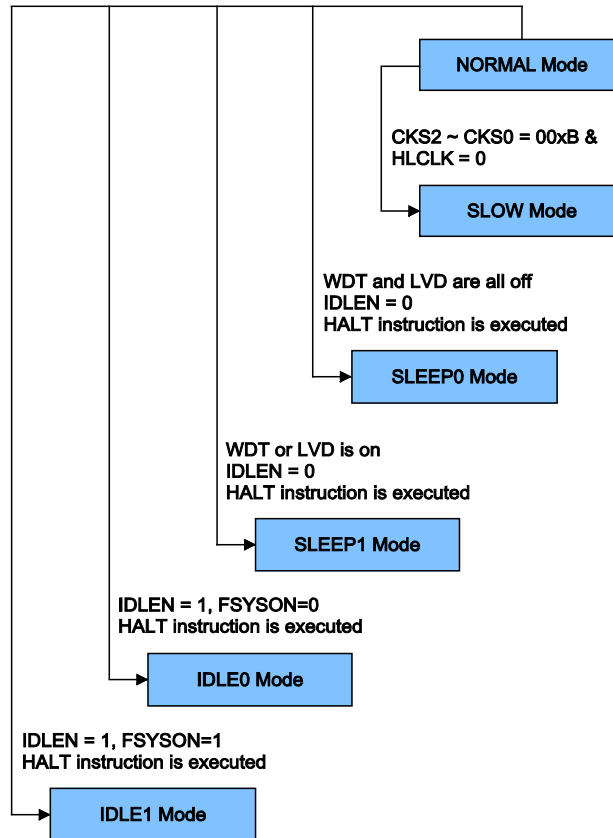 NORMAL Mode
CKS2 ~ CKS0 = 00xB &
HLCLK = 0
SLOW Mode
WDT and LVD are all off
IDLEN = 0
HALT instruction is executed
SLEEP0 Mode
WDT or LVD is on
IDLEN = 0
HALT instruction is executed
SLEEP1 Mode
IDLEN = 1, FSYSON=0
HALT instruction is executed
IDLE0 Mode
IDLEN = 1, FSYSON=1
HALT instruction is executed
IDLE1 Mode